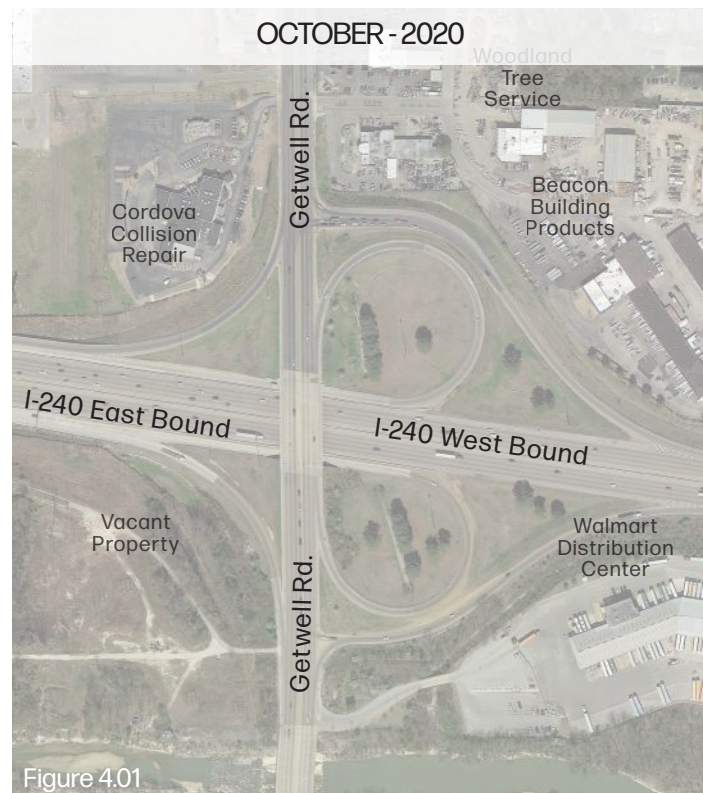 OCTOBER - 2020
Woodland
Tree
Service
Getwell Rd.
Beacon
Building
Products
Cordova
Collision
Repair
I-240 East Bound
I-240 West Bound
Vacant
Property
Walmart
Distribution
Center
Getwell Rd.
Figure 4.01